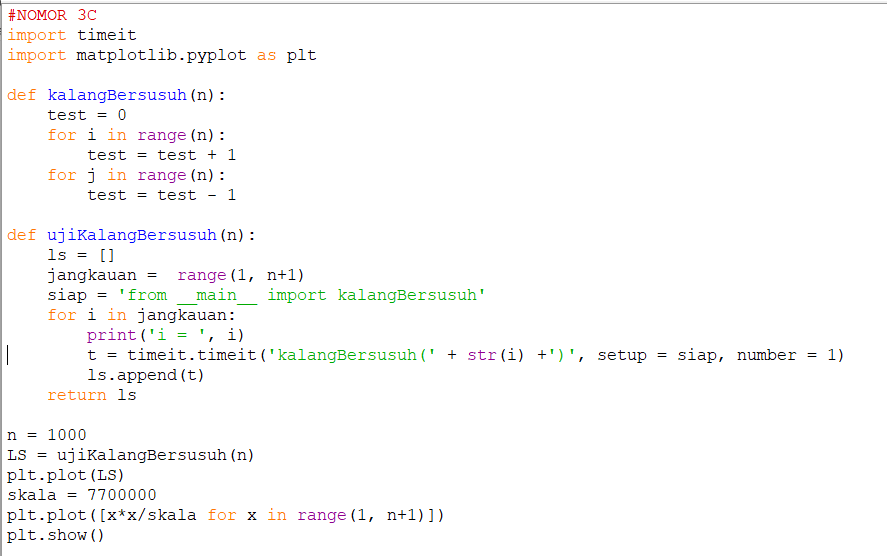 #NOMOR 3C
import timeit
import matplotlib.pyplot as plt

def kalangBersusuh(n):
    test = 0
    for i in range(n):
        test = test + 1
    for j in range(n):
        test = test - 1

def ujiKalangBersusuh(n):
    ls = []
    jangkauan =  range(1, n+1)
    siap = 'from __main__ import kalangBersusuh'
    for i in jangkauan:
        print('i = ', i)
        t = timeit.timeit('kalangBersusuh(' + str(i) +')', setup = siap, number = 1)
        ls.append(t)
    return ls

n = 1000
LS = ujiKalangBersusuh(n)
plt.plot(LS)
skala = 7700000
plt.plot([x*x/skala for x in range(1, n+1)])
plt.show()